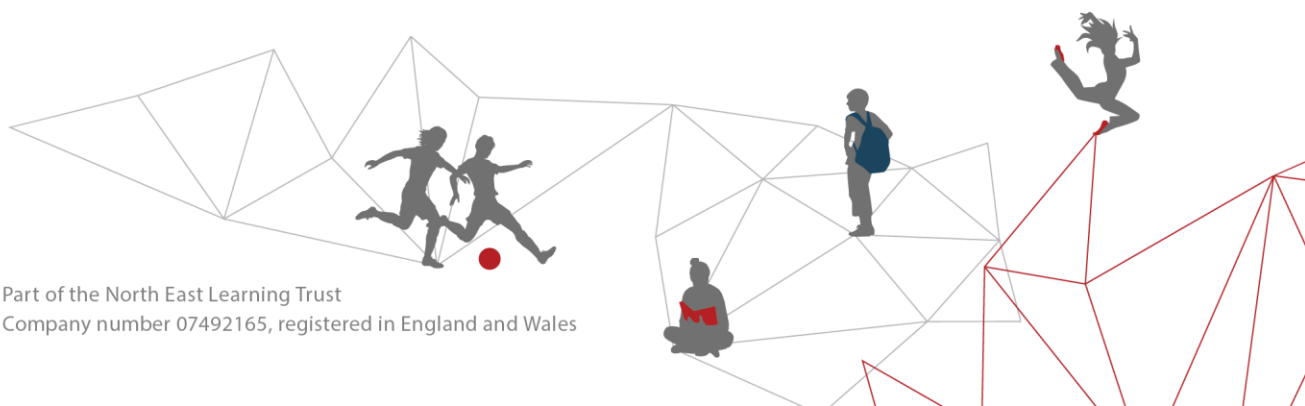 Part of the North East Learning Trust
Company number 07492165, registered in England and Wales